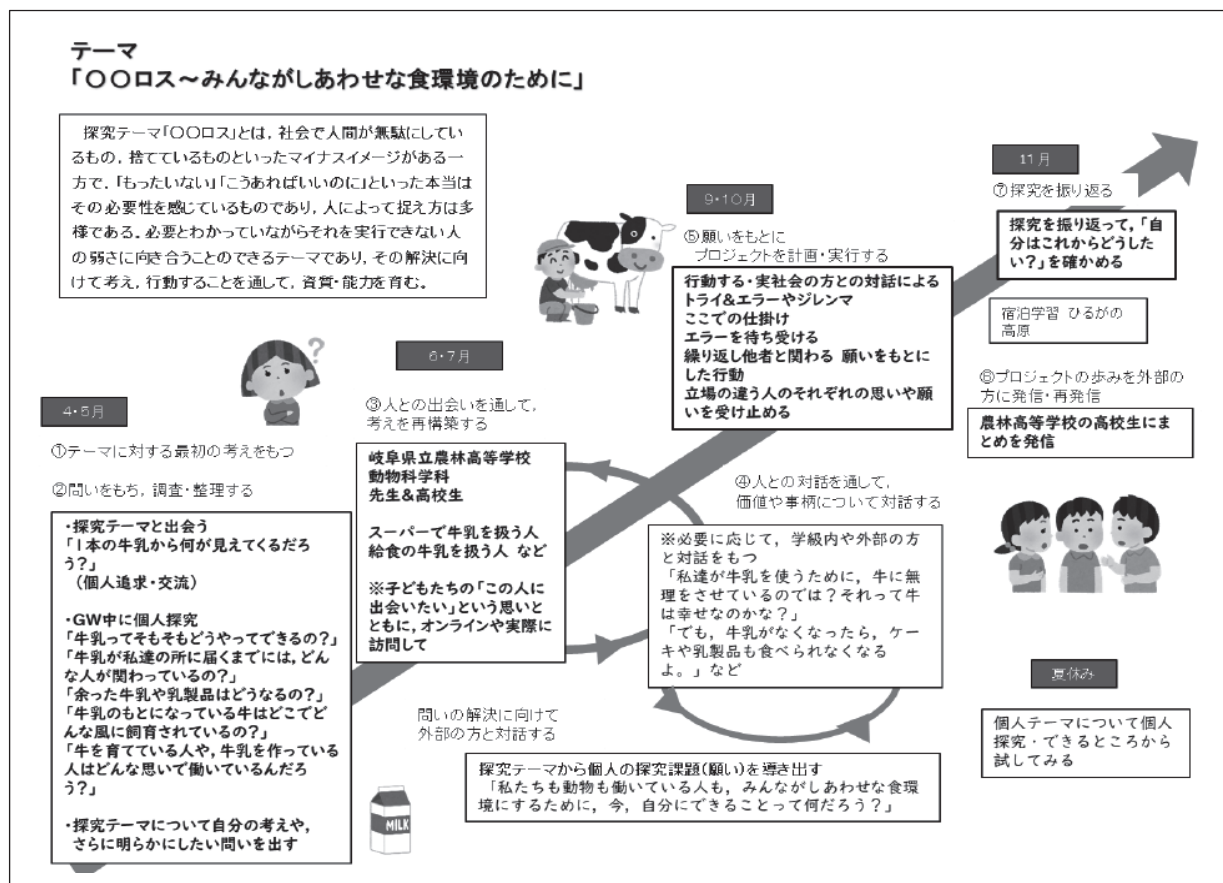 テーマ
「〇〇ロス～みんながしあわせな食環境のために」
探究テーマ「〇〇ロス」とは，社会で人間が無駄にしてい
るもの，捨てているものといったマイナスイメージがある一
方で，「もったいない」「こうあればいいのに」といった本当は
その必要性を感じているものであり，人によって捉え方は多
様である。必要とわかっていながらそれを実行できない人
の弱さに向き合うことのできるテーマであり，その解決に向
けて考え，行動することを通して，資質・能力を育む。
4・5月
①テーマに対する最初の考えをもつ
②問いをもち，調査・整理する
・探究テーマと出会う
「1本の牛乳から何が見えてくるだろ
う？」
（個人追求・交流）
・GW中に個人探究
「牛乳ってそもそもどうやってできるの？」
「牛乳が私達の所に届くまでには，どん
な人が関わっているの？」
「余った牛乳や乳製品はどうなるの？」
「牛乳のもとになっている牛はどこでど
んな風に飼育されているの？」
「牛を育てている人や，牛乳を作っている
人はどんな思いで働いているんだろ
う？」
・探究テーマについて自分の考えや，
さらに明らかにしたい問いを出す
6・7月
③人との出会いを通して，
考えを再構築する
岐阜県立農林高等学校
動物科学科
先生&高校生
スーパーで牛乳を扱う人
給食の牛乳を扱う人 など
※子どもたちの「この人に
出会いたい」という思いと
ともに，オンラインや実際に
訪問して
④人との対話を通して，
価値や事柄について対話する
※必要に応じて，学級内や外部の方
と対話をもつ
「私達が牛乳を使うために，牛に無
理をさせているのでは？それって牛
は幸せなのかな？」
「でも，牛乳がなくなったら，ケー
キや乳製品も食べられなくなる
よ。」など
問いの解決に向けて
外部の方と対話する
MILK
探究テーマから個人の探究課題(願い)を導き出す
「私たちも動物も働いている人も，みんながしあわせな食環
境にするために，今，自分にできることって何だろう？」
夏休み
個人テーマについて個人
探究・できるところから
試してみる
9・10月
⑤願いをもとに
プロジェクトを計画・実行する
行動する・実社会の方との対話による
トライ&エラーやジレンマ
ここでの仕掛け
エラーを待ち受ける
繰り返し他者と関わる 願いをもとに
した行動
立場の違う人のそれぞれの思いや願
いを受け止める
11月
⑦探究を振り返る
探究を振り返って，「自
分はこれからどうした
い？」を確かめる
宿泊学習 ひるがの
高原
⑥プロジェクトの歩みを外部の
方に発信・再発信
農林高等学校の高校生にま
とめを発信